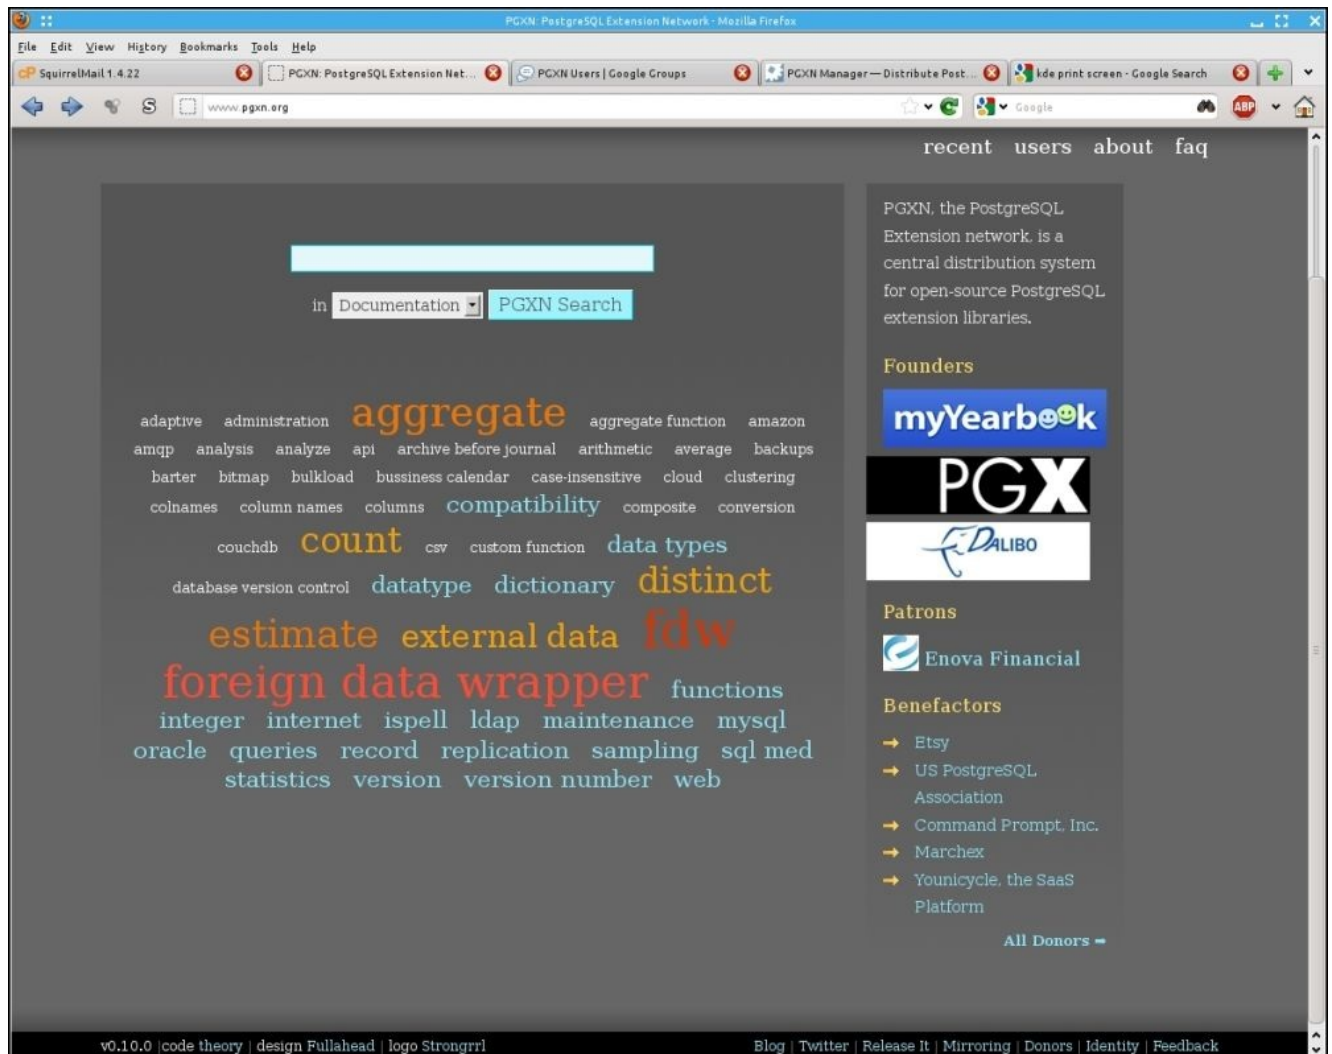 PGXN: PostgreSQL Extension Network - Mozilla Firefox
File Edit View History Bookmarks Tools Help
cP SquirrelMail 1.4.22 PGXN: PostgreSQL Extension Net... PGXN Users | Google Groups PGXN Manager — Distribute Post... kde print screen - Google Search
S www.pgxn.org Google ABP
recent users about faq
in Documentation PGXN Search
adaptive administration aggregate aggregate function amazon
amqp analysis analyze api archive before journal arithmetic average backups
barter bitmap bulkload bussiness calendar case-insensitive cloud clustering
colnames column names columns compatibility composite conversion
couchdb count csv custom function data types
database version control datatype dictionary distinct
estimate external data fdw
foreign data wrapper functions
integer internet ispell ldap maintenance mysql
oracle queries record replication sampling sql med
statistics version version number web
PGXN, the PostgreSQL
Extension network, is a
central distribution system
for open-source PostgreSQL
extension libraries.
Founders
myYearbook
PGX
DALIBO
Patrons
Enova Financial
Benefactors
Etsy
US PostgreSQL
Association
Command Prompt, Inc.
Marchex
Younicycle, the SaaS
Platform
All Donors ➡
v0.10.0 |code theory | design Fullahead | logo Strongrrl
Blog | Twitter | Release It | Mirroring | Donors | Identity | Feedback